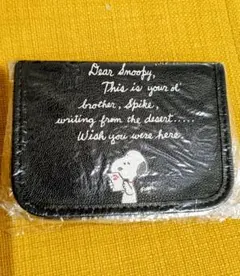 Dear Snoopy,
This is your ol'
brother, Spike,
writing from the desert.....
Wish you were here.